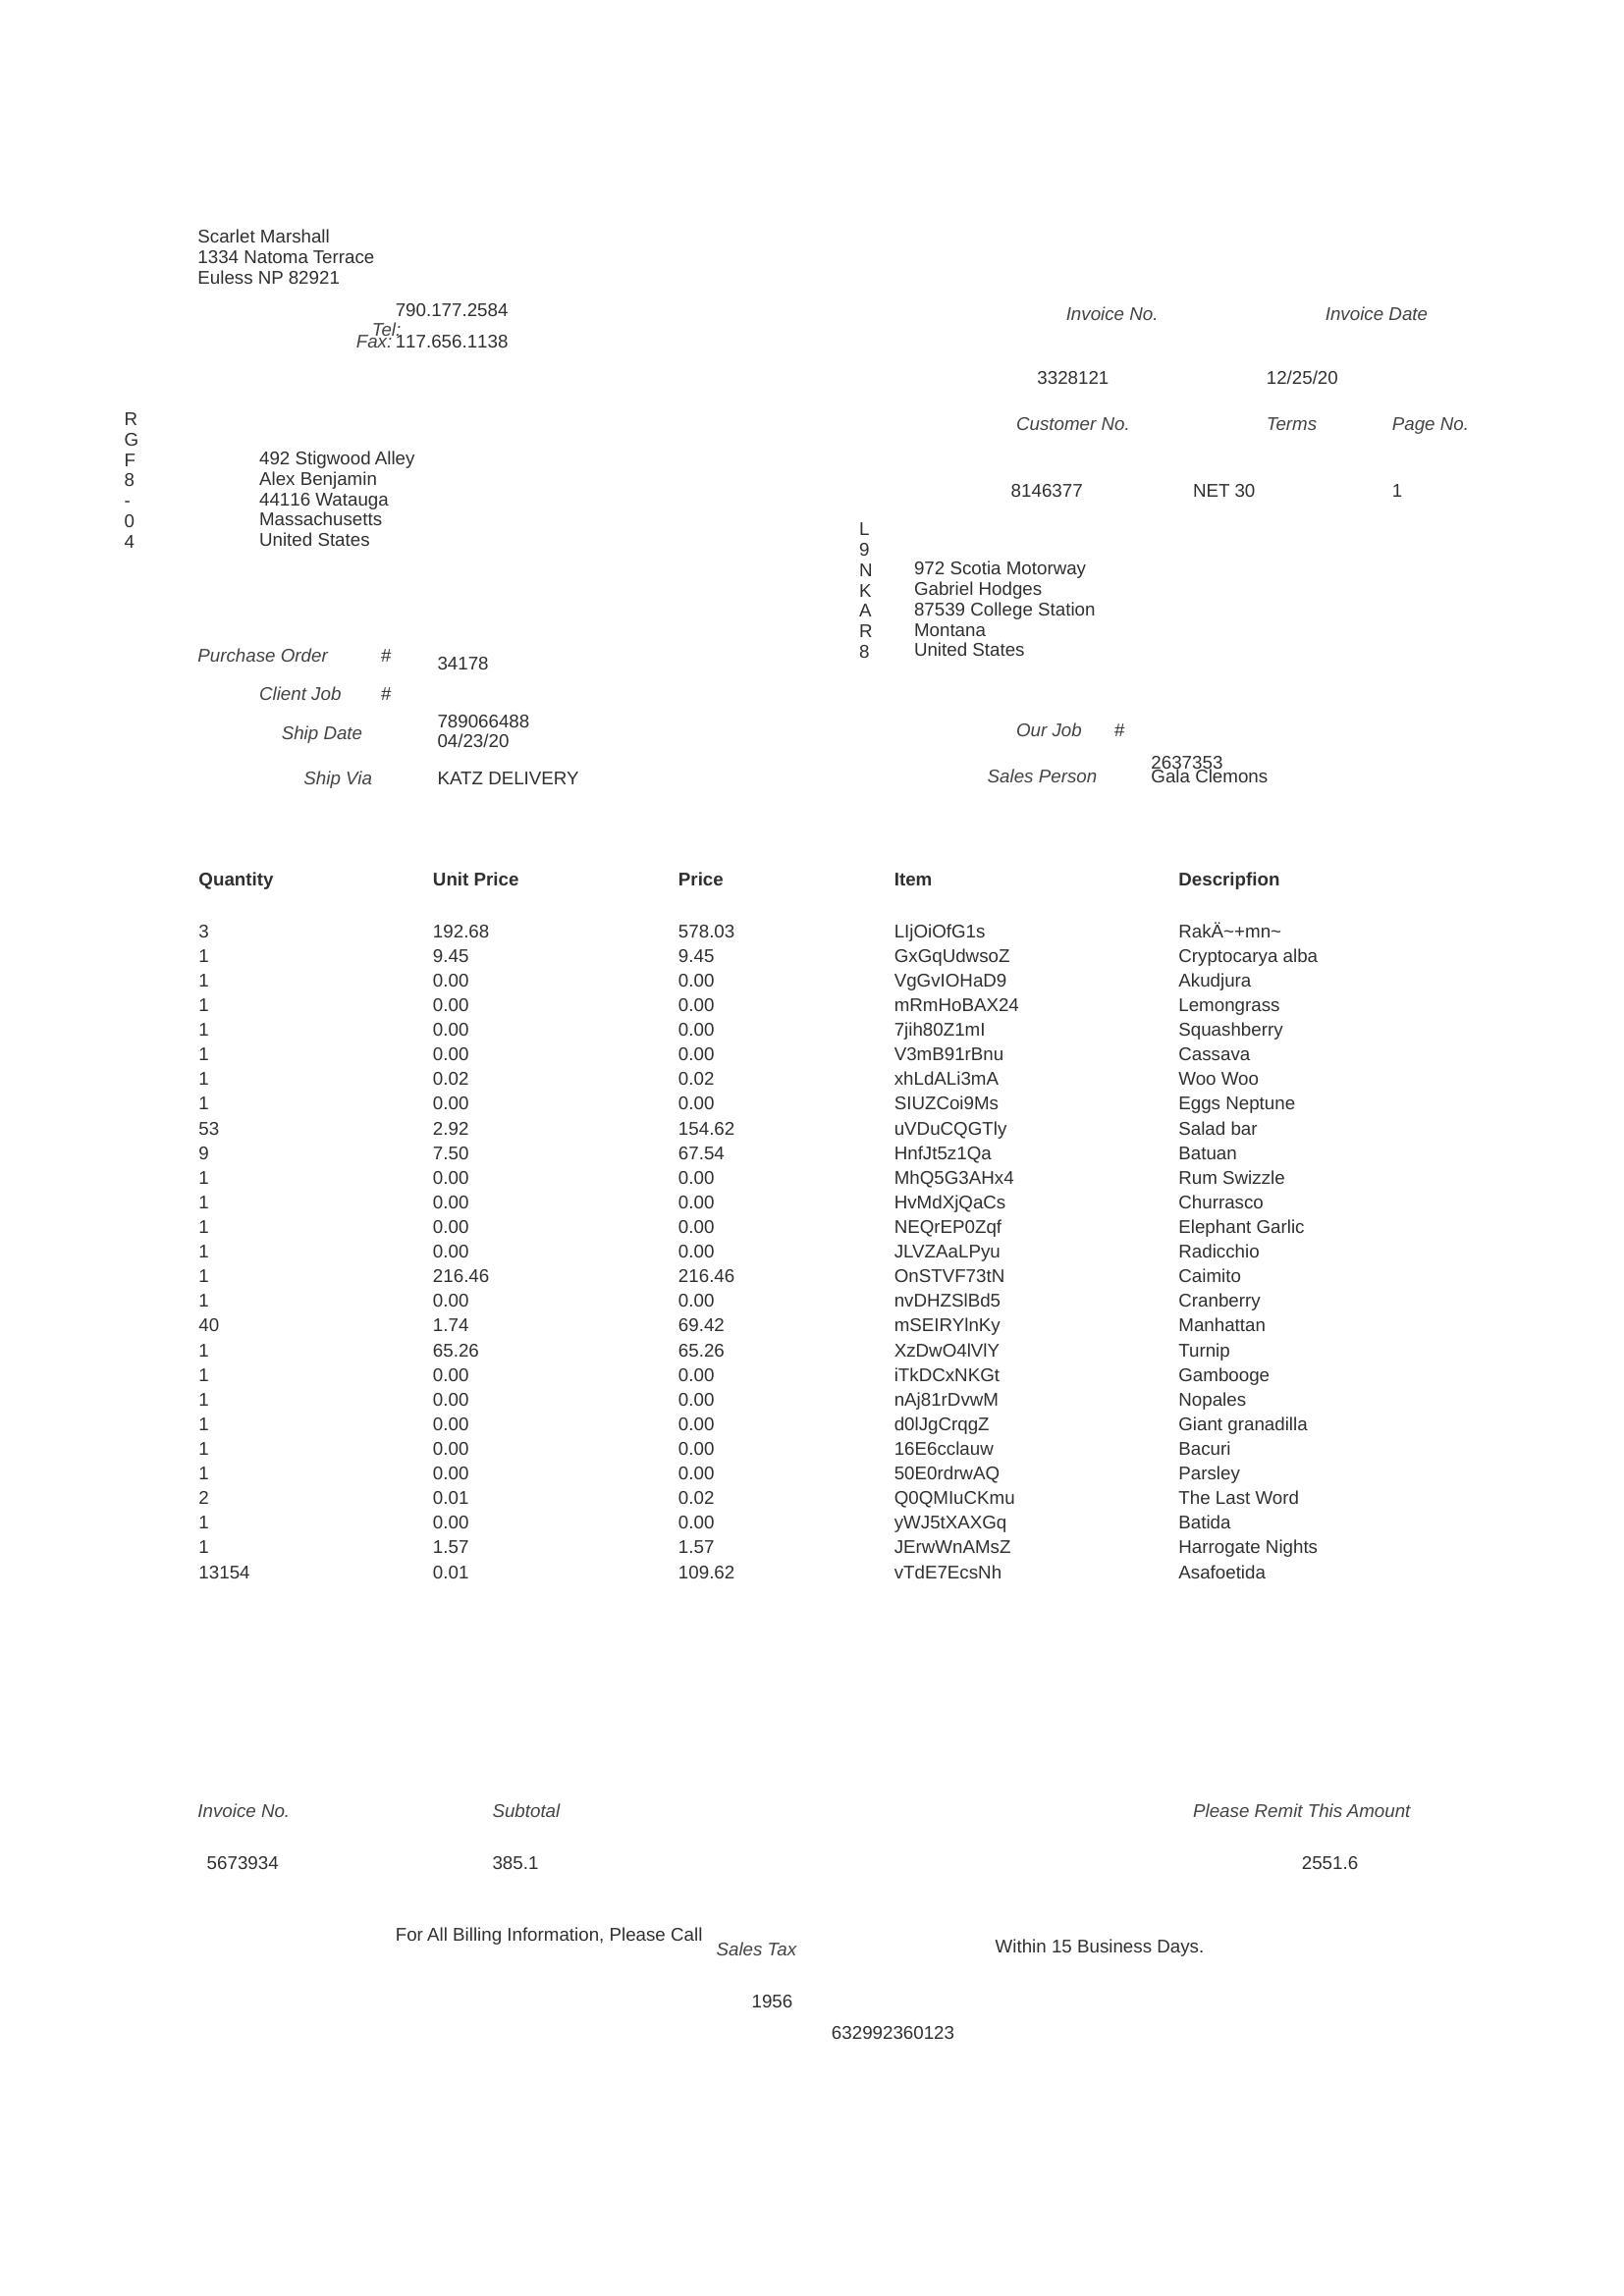 Scarlet Marshall
1334 Natoma Terrace
Euless NP 82921
790.177.2584
Tel:
Fax: 117.656.1138
Invoice No. Invoice Date
3328121 12/25/20
Customer No. Terms Page No.
8146377 NET 30 1
R
G
F
8
-
0
4
492 Stigwood Alley
Alex Benjamin
44116 Watauga
Massachusetts
United States
L
9
N
K
A
R
8
972 Scotia Motorway
Gabriel Hodges
87539 College Station
Montana
United States
Purchase Order # 34178
Client Job #
789066488
Ship Date 04/23/20
Ship Via KATZ DELIVERY
Our Job #
2637353
Sales Person Gala Clemons
Quantity Unit Price Price Item Descripfion
3 192.68 578.03 LIjOiOfG1s RakÄ~+mn~
1 9.45 9.45 GxGqUdwsoZ Cryptocarya alba
1 0.00 0.00 VgGvIOHaD9 Akudjura
1 0.00 0.00 mRmHoBAX24 Lemongrass
1 0.00 0.00 7jih80Z1mI Squashberry
1 0.00 0.00 V3mB91rBnu Cassava
1 0.02 0.02 xhLdALi3mA Woo Woo
1 0.00 0.00 SIUZCoi9Ms Eggs Neptune
53 2.92 154.62 uVDuCQGTly Salad bar
9 7.50 67.54 HnfJt5z1Qa Batuan
1 0.00 0.00 MhQ5G3AHx4 Rum Swizzle
1 0.00 0.00 HvMdXjQaCs Churrasco
1 0.00 0.00 NEQrEP0Zqf Elephant Garlic
1 0.00 0.00 JLVZAaLPyu Radicchio
1 216.46 216.46 OnSTVF73tN Caimito
1 0.00 0.00 nvDHZSlBd5 Cranberry
40 1.74 69.42 mSEIRYlnKy Manhattan
1 65.26 65.26 XzDwO4lVlY Turnip
1 0.00 0.00 iTkDCxNKGt Gambooge
1 0.00 0.00 nAj81rDvwM Nopales
1 0.00 0.00 d0lJgCrqgZ Giant granadilla
1 0.00 0.00 16E6cclauw Bacuri
1 0.00 0.00 50E0rdrwAQ Parsley
2 0.01 0.02 Q0QMIuCKmu The Last Word
1 0.00 0.00 yWJ5tXAXGq Batida
1 1.57 1.57 JErwWnAMsZ Harrogate Nights
13154 0.01 109.62 vTdE7EcsNh Asafoetida
Invoice No. Subtotal Please Remit This Amount
5673934 385.1 2551.6
For All Billing Information, Please Call
Sales Tax Within 15 Business Days.
1956
632992360123